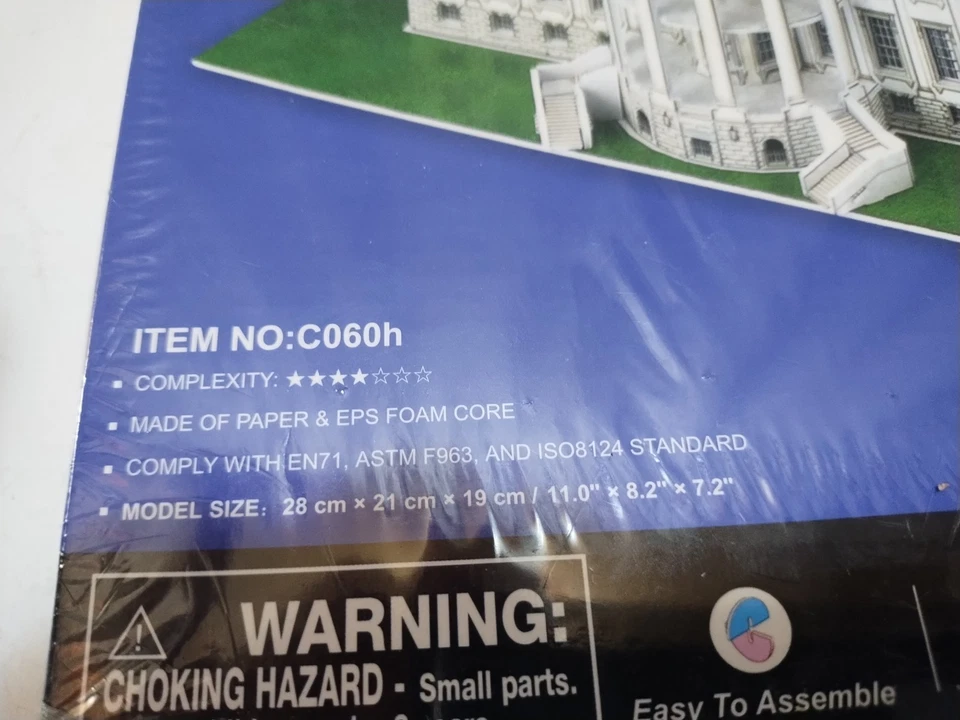 ITEM NO:C060h
▪ COMPLEXITY: ★★★★☆☆☆
▪ MADE OF PAPER & EPS FOAM CORE
▪ COMPLY WITH EN71, ASTM F963, AND ISO8124 STANDARD
▪ MODEL SIZE: 28 cm × 21 cm × 19 cm / 11.0" × 8.2" × 7.2"
WARNING:
CHOKING HAZARD - Small parts.
Easy To Assemble